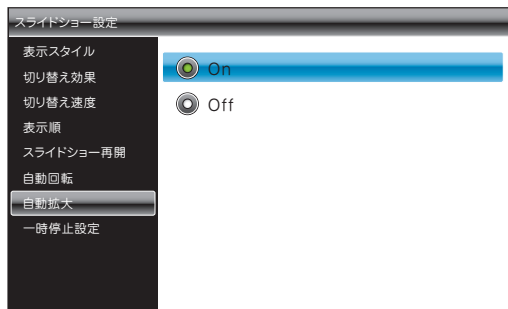 スライドショー設定
表示スタイル
切り替え効果
切り替え速度
表示順
スライドショー再開
自動回転
自動拡大
一時停止設定
On
Off